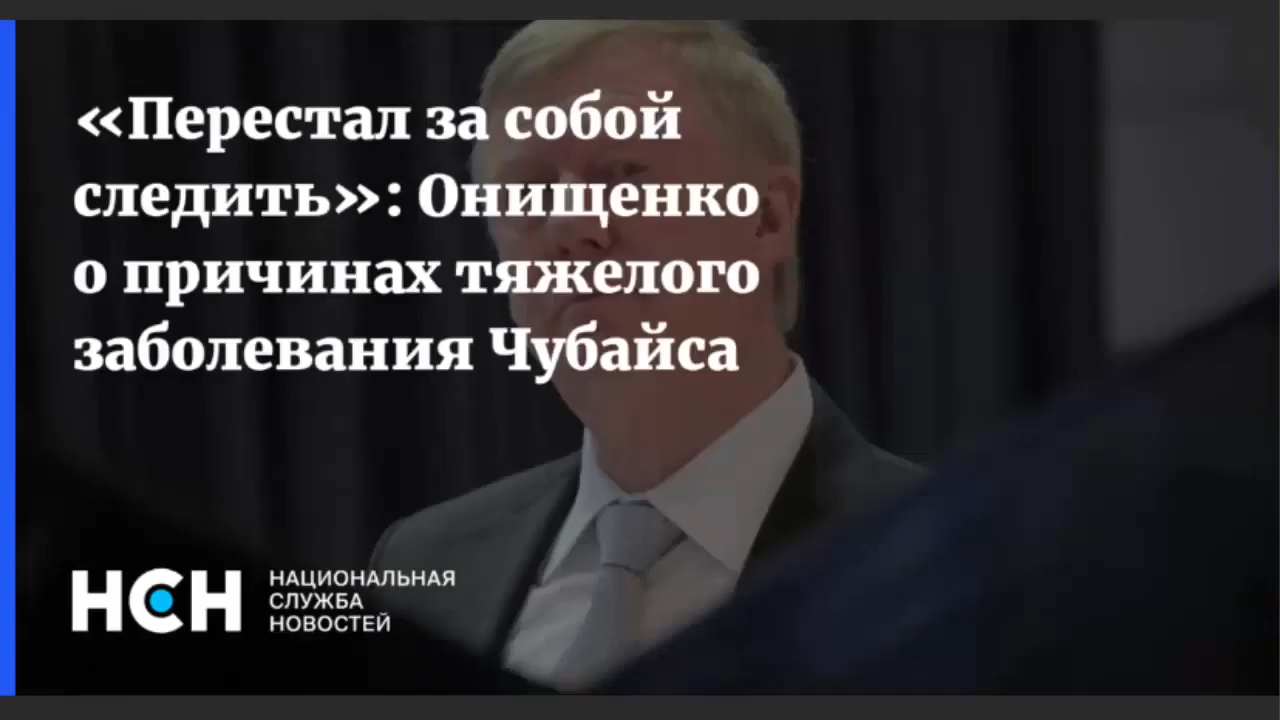 «Перестал за собой
следить»: Онищенко
о причинах тяжелого
заболевания Чубайса
НСН
НАЦИОНАЛЬНАЯ
СЛУЖБА
НОВОСТЕЙ